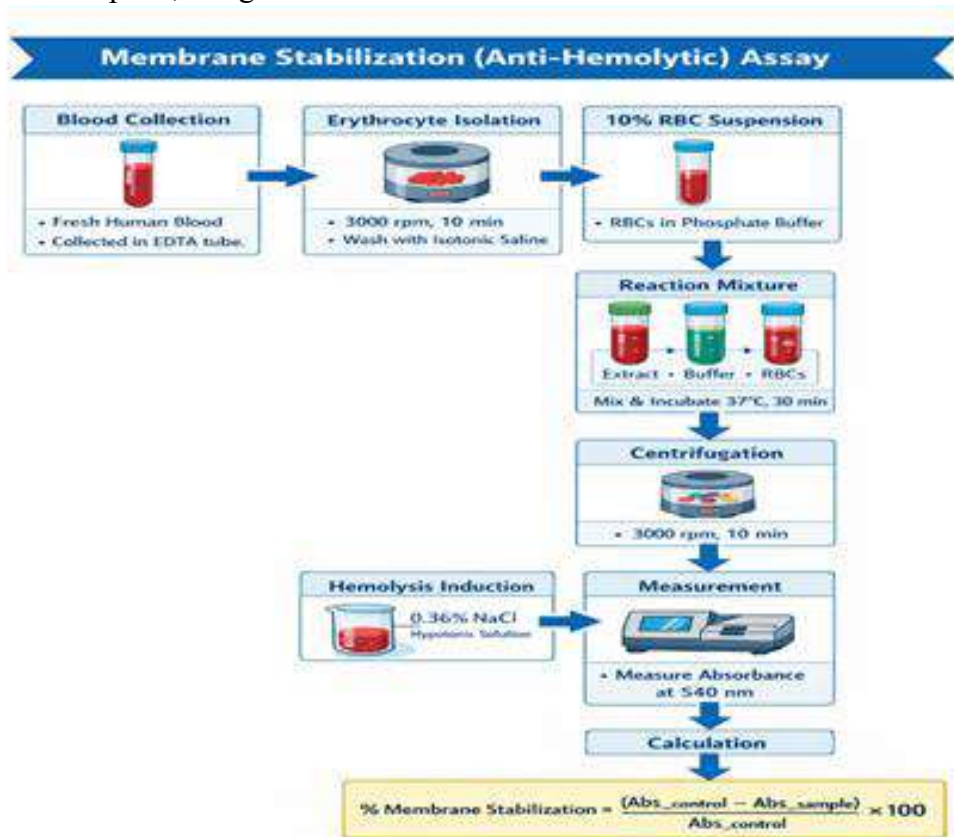 Membrane Stabilization (Anti-Hemolytic) Assay
Blood Collection
• Fresh Human Blood
• Collected in EDTA tube.
Erythrocyte Isolation
• 3000 rpm, 10 min
• Wash with Isotonic Saline
10% RBC Suspension
• RBCs in Phosphate Buffer
Reaction Mixture
Extract • Buffer • RBCs
Mix & Incubate 37°C, 30 min
Centrifugation
• 3000 rpm, 10 min
Hemolysis Induction
0.36% NaCl
Hypotonic Solution
Measurement
• Measure Absorbance
at 540 nm
Calculation
% Membrane Stabilization = (Abs_control − Abs_sample) / Abs_control × 100